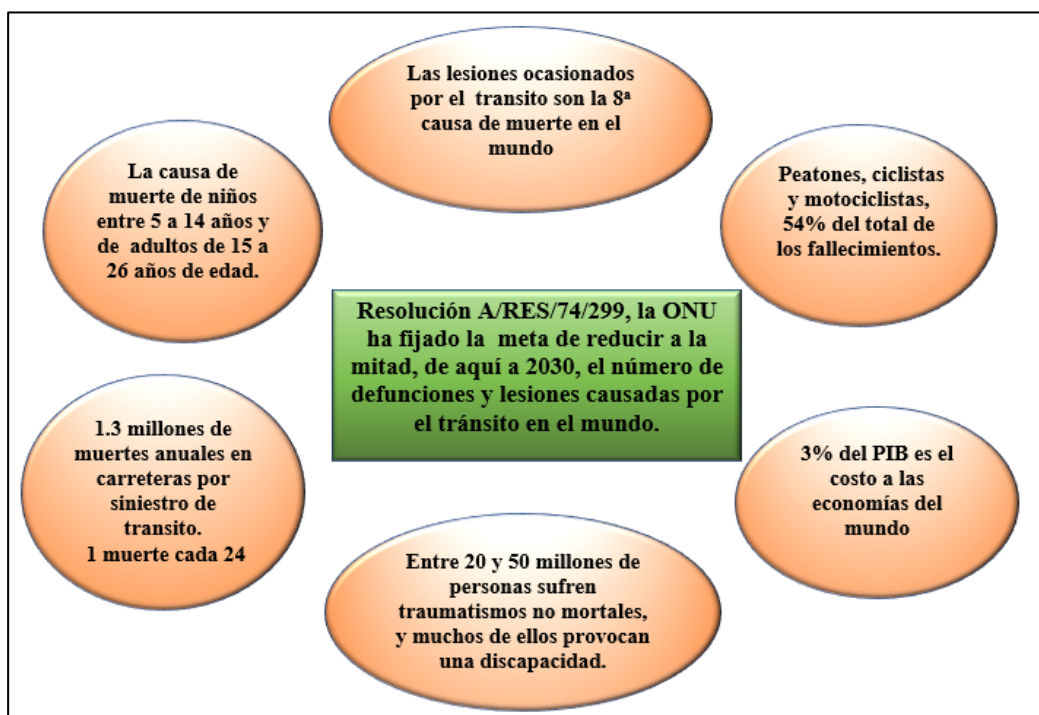 Las lesiones ocasionados
por el transito son la 8ª
causa de muerte en el
mundo
La causa de
muerte de niños
entre 5 a 14 años y
de adultos de 15 a
26 años de edad.
Peatones, ciclistas
y motociclistas,
54% del total de
los fallecimientos.
Resolución A/RES/74/299, la ONU
ha fijado la meta de reducir a la
mitad, de aquí a 2030, el número de
defunciones y lesiones causadas por
el tránsito en el mundo.
1.3 millones de
muertes anuales en
carreteras por
siniestro de
transito.
1 muerte cada 24
3% del PIB es el
costo a las
economías del
mundo
Entre 20 y 50 millones de
personas sufren
traumatismos no mortales,
y muchos de ellos provocan
una discapacidad.